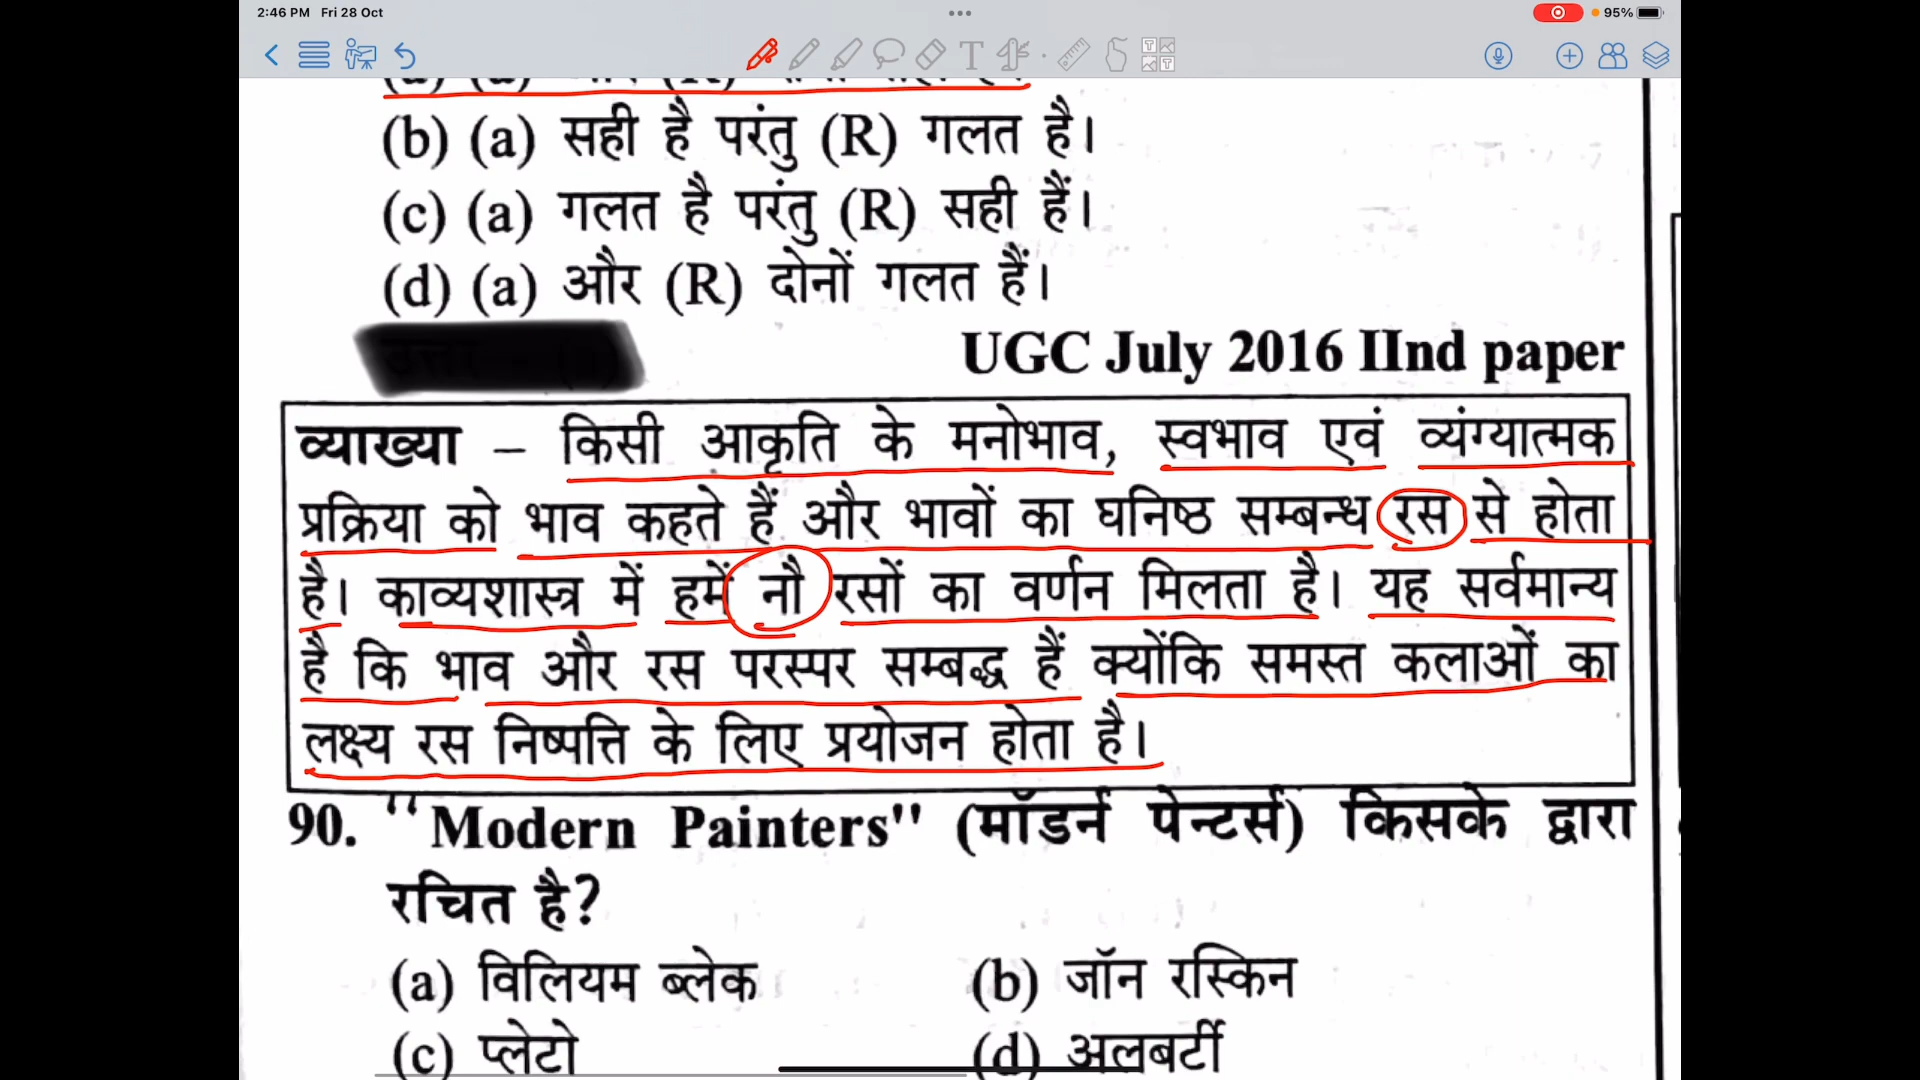 2:46 PM Fri 28 Oct
95%
(b) (a) सही है परंतु (R) गलत है।
(c) (a) गलत है परंतु (R) सही हैं।
(d) (a) और (R) दोनों गलत हैं।
UGC July 2016 IInd paper
व्याख्या – किसी आकृति के मनोभाव, स्वभाव एवं व्यंग्यात्मक
प्रक्रिया को भाव कहते हैं और भावों का घनिष्ठ सम्बन्ध रस से होता
है। काव्यशास्त्र में हमें नौ रसों का वर्णन मिलता है। यह सर्वमान्य
है कि भाव और रस परस्पर सम्बद्ध हैं क्योंकि समस्त कलाओं का
लक्ष्य रस निष्पत्ति के लिए प्रयोजन होता है।
90. "Modern Painters" (मॉडर्न पेन्टर्स) किसके द्वारा
रचित है?
(a) विलियम ब्लेक (b) जॉन रस्किन
(c) प्लेटो (d) अलबर्टी